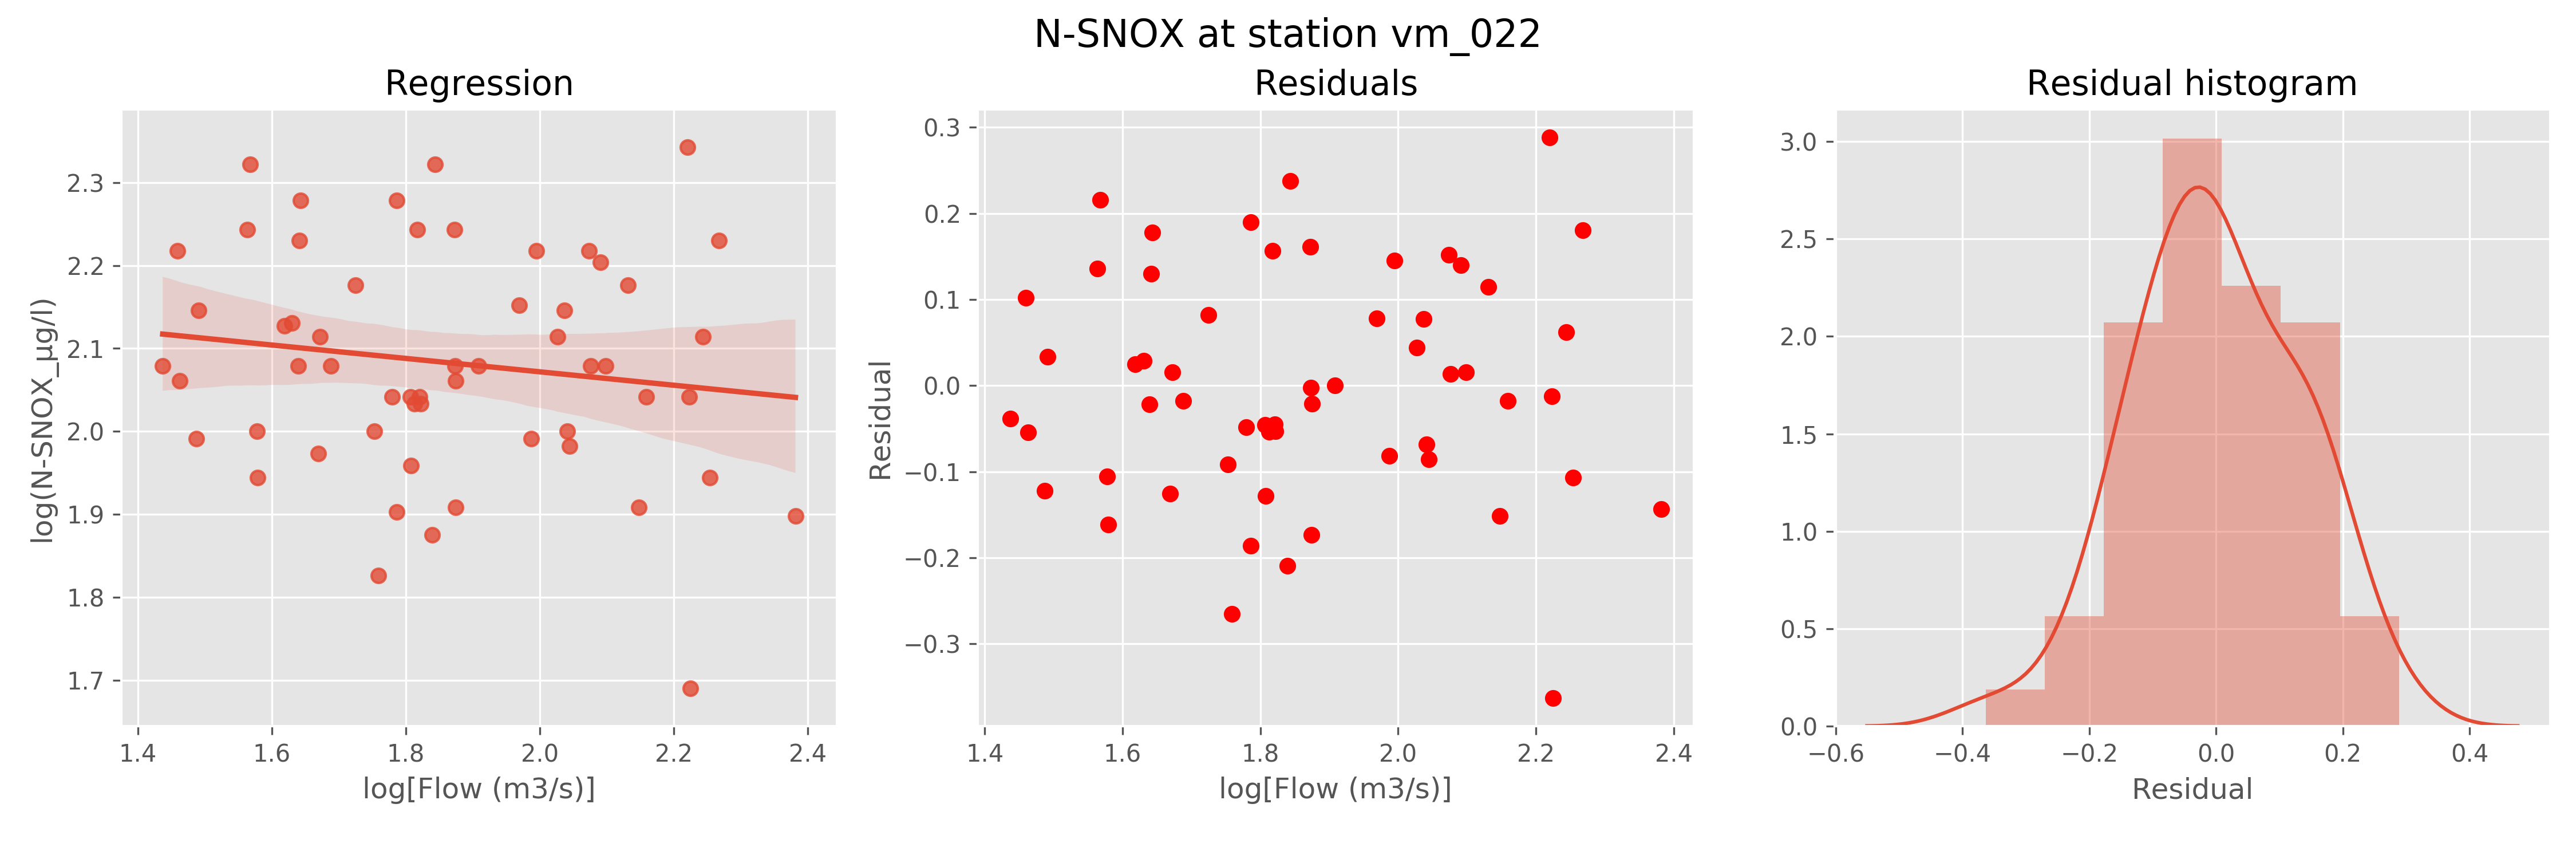 N-SNOX at station vm_022
Regression
Residuals
Residual histogram
log(N-SNOX_µg/l)
2.3
2.2
2.1
2.0
1.9
1.8
1.7
1.4 1.6 1.8 2.0 2.2 2.4
log[Flow (m3/s)]
Residual
0.3
0.2
0.1
0.0
−0.1
−0.2
−0.3
1.4 1.6 1.8 2.0 2.2 2.4
log[Flow (m3/s)]
3.0
2.5
2.0
1.5
1.0
0.5
0.0
−0.6 −0.4 −0.2 0.0 0.2 0.4
Residual